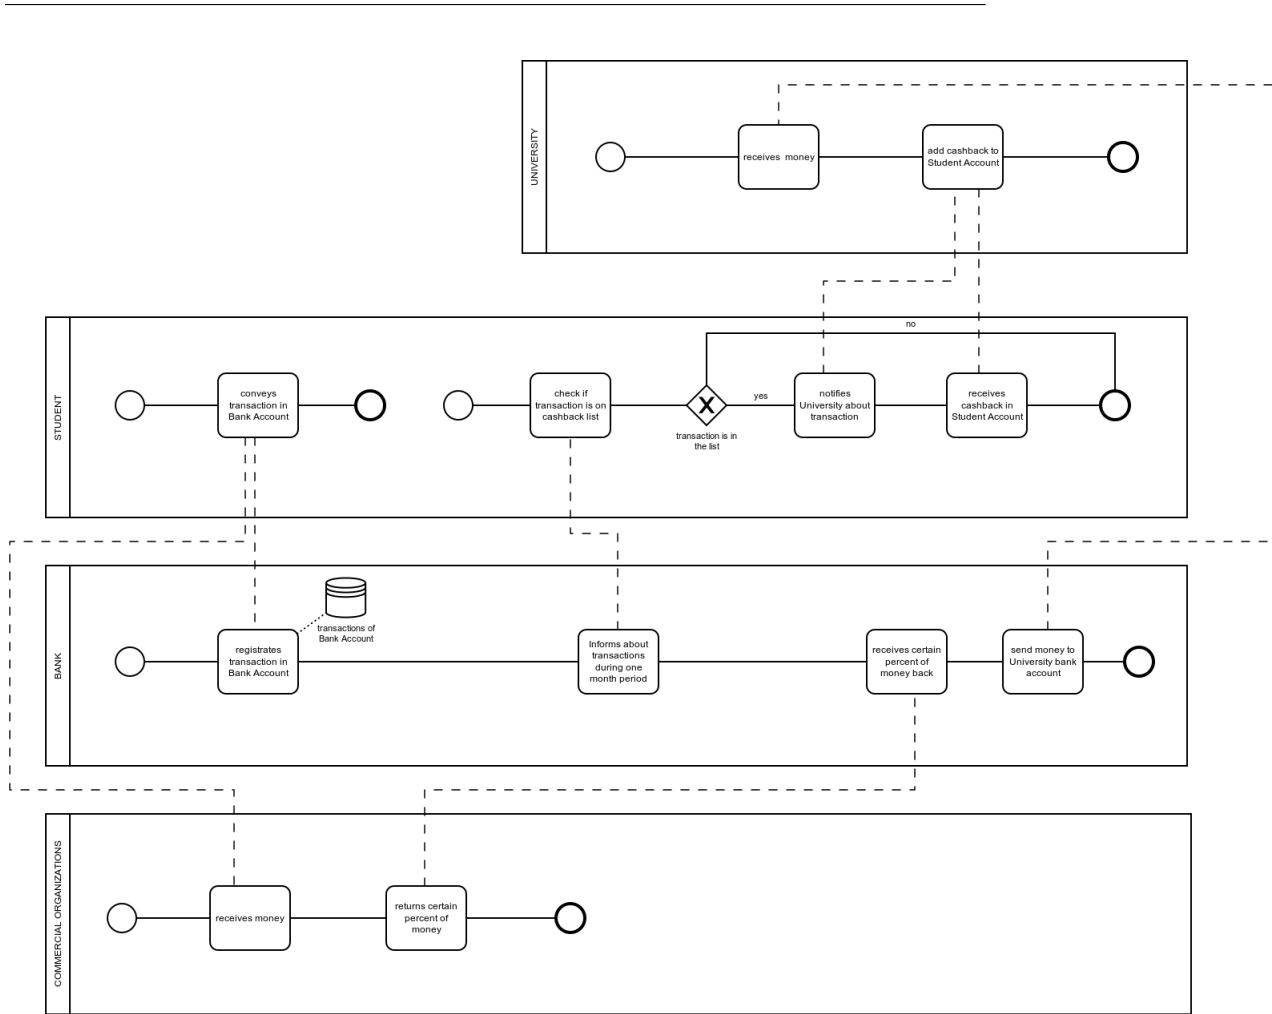 UNIVERSITY
receives  money
add cashback to
Student Account
STUDENT
conveys
transaction in
Bank Account
check if
transaction is on
cashback list
X
transaction is in
the list
no
yes
notifies
University about
transaction
receives
cashback in
Student Account
BANK
registrates
transaction in
Bank Account
transactions of
Bank Account
Informs about
transactions
during one
month period
receives certain
percent of
money back
send money to
University bank
account
COMMERCIAL ORGANIZATIONS
receives money
returns certain
percent of
money